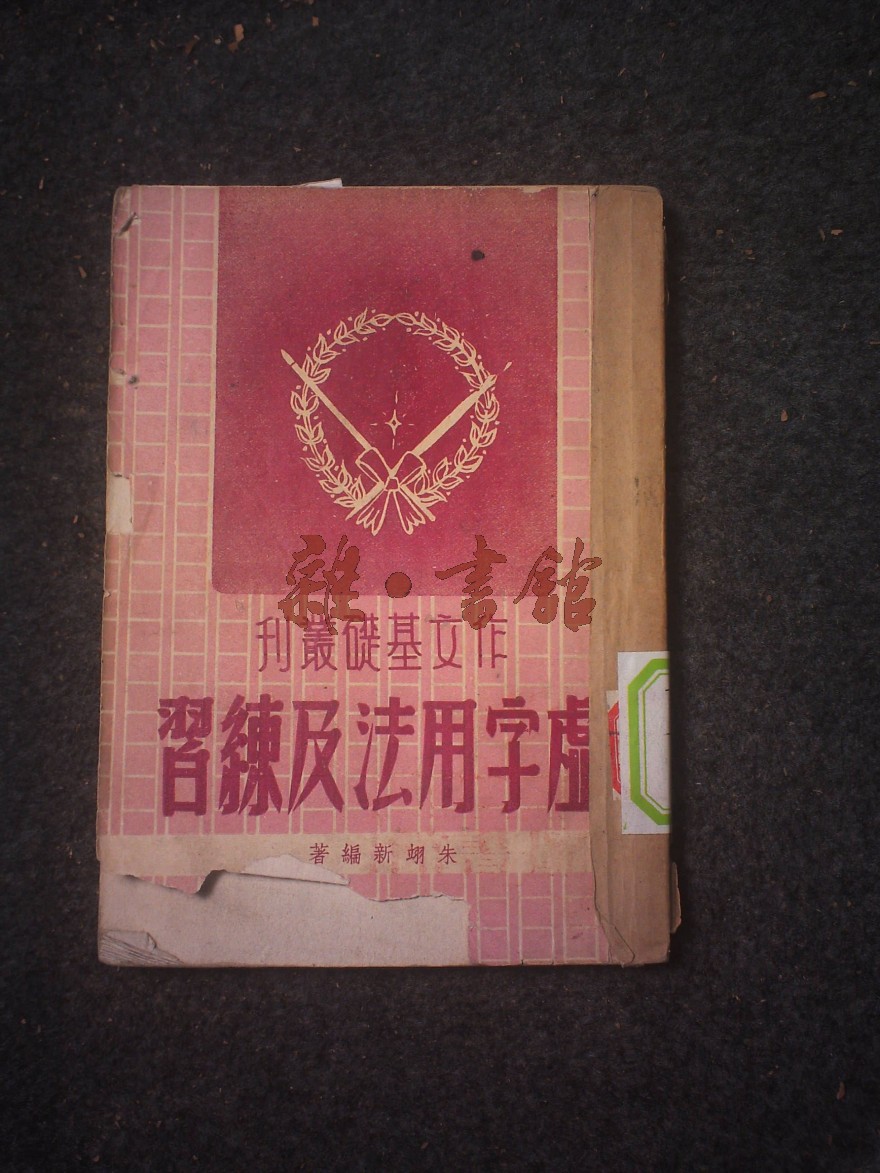 雜·書館
作文基礎叢刊
虛字用法及練習
朱翊新編著